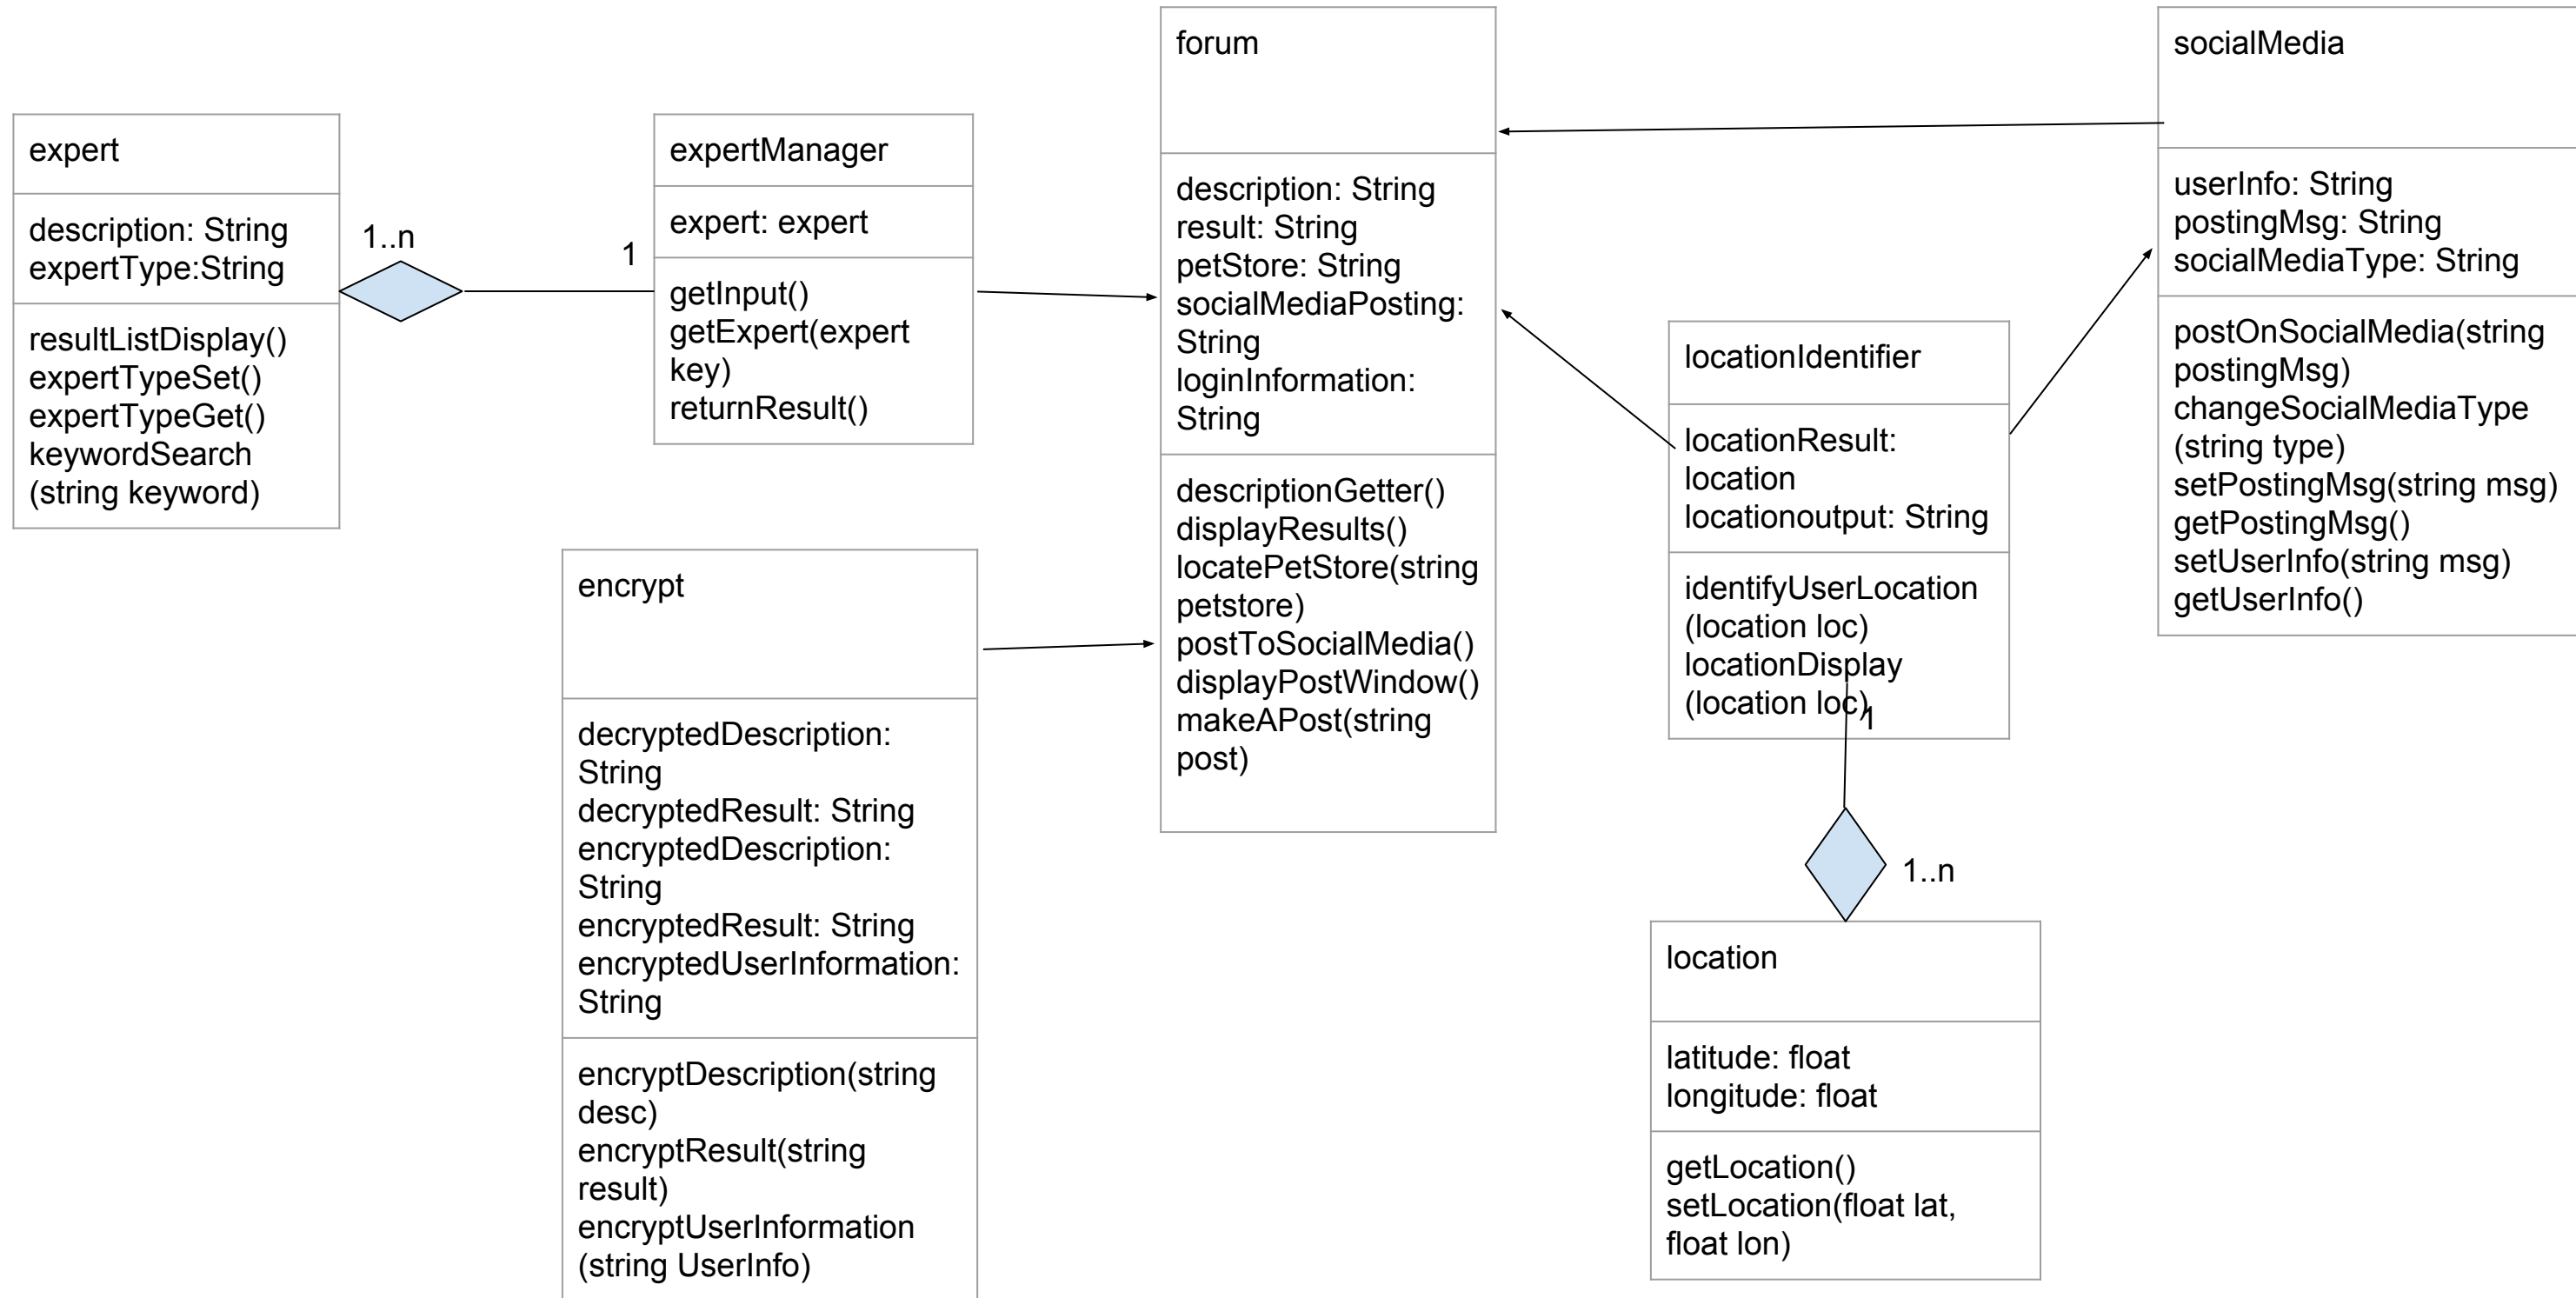 expert
description: String
expertType:String
resultListDisplay()
expertTypeSet()
expertTypeGet()
keywordSearch
(string keyword)
1..n
1
expertManager
expert: expert
getInput()
getExpert(expert
key)
returnResult()
encrypt
decryptedDescription:
String
decryptedResult: String
encryptedDescription:
String
encryptedResult: String
encryptedUserInformation:
String
encryptDescription(string
desc)
encryptResult(string
result)
encryptUserInformation
(string UserInfo)
forum
description: String
result: String
petStore: String
socialMediaPosting:
String
loginInformation:
String
descriptionGetter()
displayResults()
locatePetStore(string
petstore)
postToSocialMedia()
displayPostWindow()
makeAPost(string
post)
locationIdentifier
locationResult:
location
locationoutput: String
identifyUserLocation
(location loc)
locationDisplay
(location loc)
1
1..n
location
latitude: float
longitude: float
getLocation()
setLocation(float lat,
float lon)
socialMedia
userInfo: String
postingMsg: String
socialMediaType: String
postOnSocialMedia(string
postingMsg)
changeSocialMediaType
(string type)
setPostingMsg(string msg)
getPostingMsg()
setUserInfo(string msg)
getUserInfo()